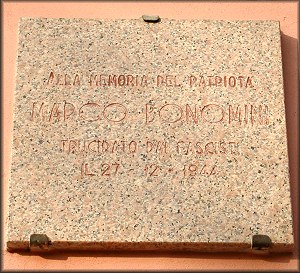 ALLA MEMORIA DEL PATRIOTA
MARCO BONOMINI
TRUCIDATO DAI FASCISTI
IL 27 - 12 - 1944